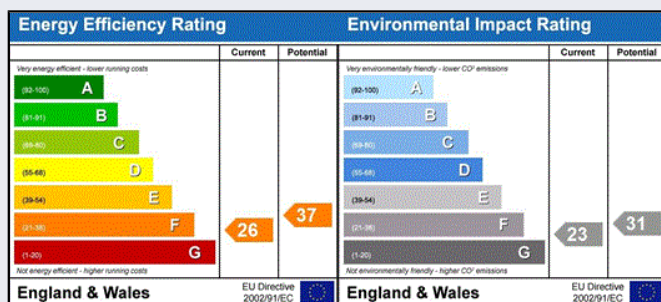 Energy Efficiency Rating
Current Potential
Very energy efficient - lower running costs
(92-100) A
(81-91) B
(69-80) C
(55-68) D
(39-54) E
(21-38) F
(1-20) G
26
37
Not energy efficient - higher running costs
England & Wales
EU Directive
2002/91/EC
Environmental Impact Rating
Current Potential
Very environmentally friendly - lower CO² emissions
(92-100) A
(81-91) B
(69-80) C
(55-68) D
(39-54) E
(21-38) F
(1-20) G
23
31
Not environmentally friendly - higher CO² emissions
England & Wales
EU Directive
2002/91/EC